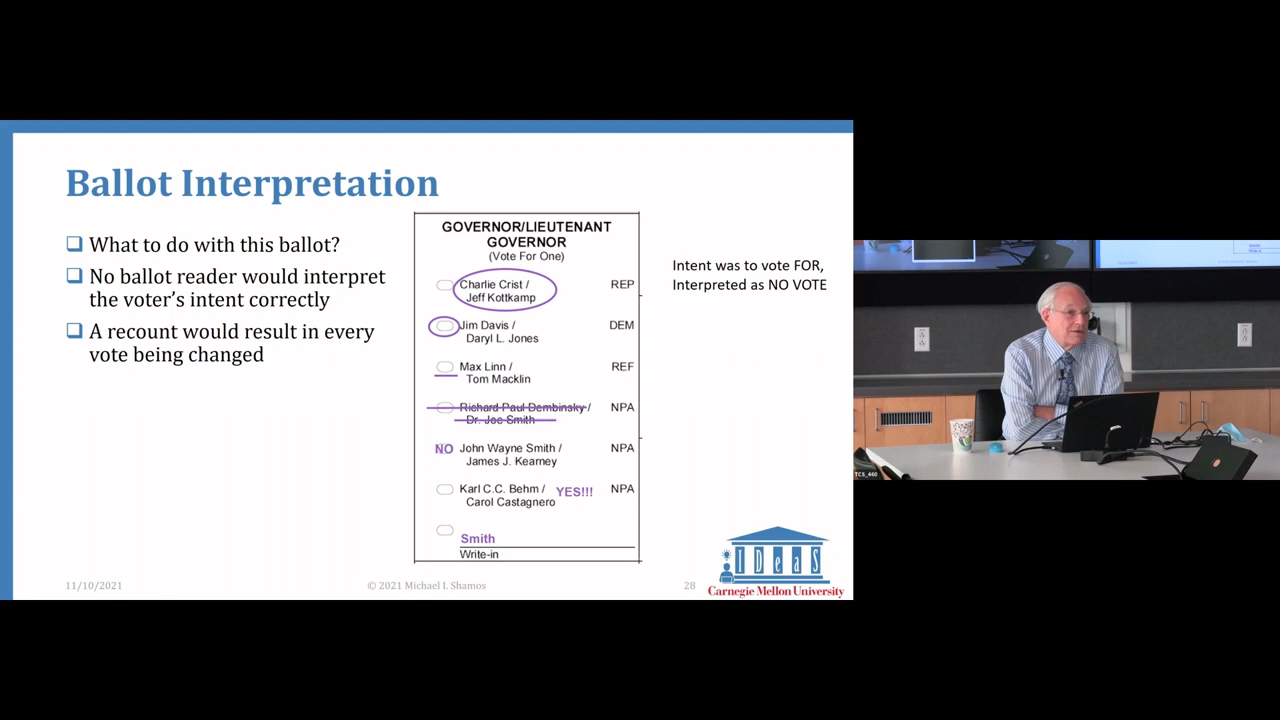 Ballot Interpretation
❑ What to do with this ballot?
❑ No ballot reader would interpret
the voter's intent correctly
❑ A recount would result in every
vote being changed
GOVERNOR/LIEUTENANT
GOVERNOR
(Vote For One)
Charlie Crist / REP
Jeff Kottkamp
Jim Davis / DEM
Daryl L. Jones
Max Linn / REF
Tom Macklin
Richard Paul Dembinsky / NPA
Dr. Joe Smith
NO John Wayne Smith / NPA
James J. Kearney
Karl C.C. Behm / YES!!! NPA
Carol Castagnero
Smith
Write-in
Intent was to vote FOR,
Interpreted as NO VOTE
IDeaS
Carnegie Mellon University
11/10/2021 © 2021 Michael I. Shamos 28
TCS_460